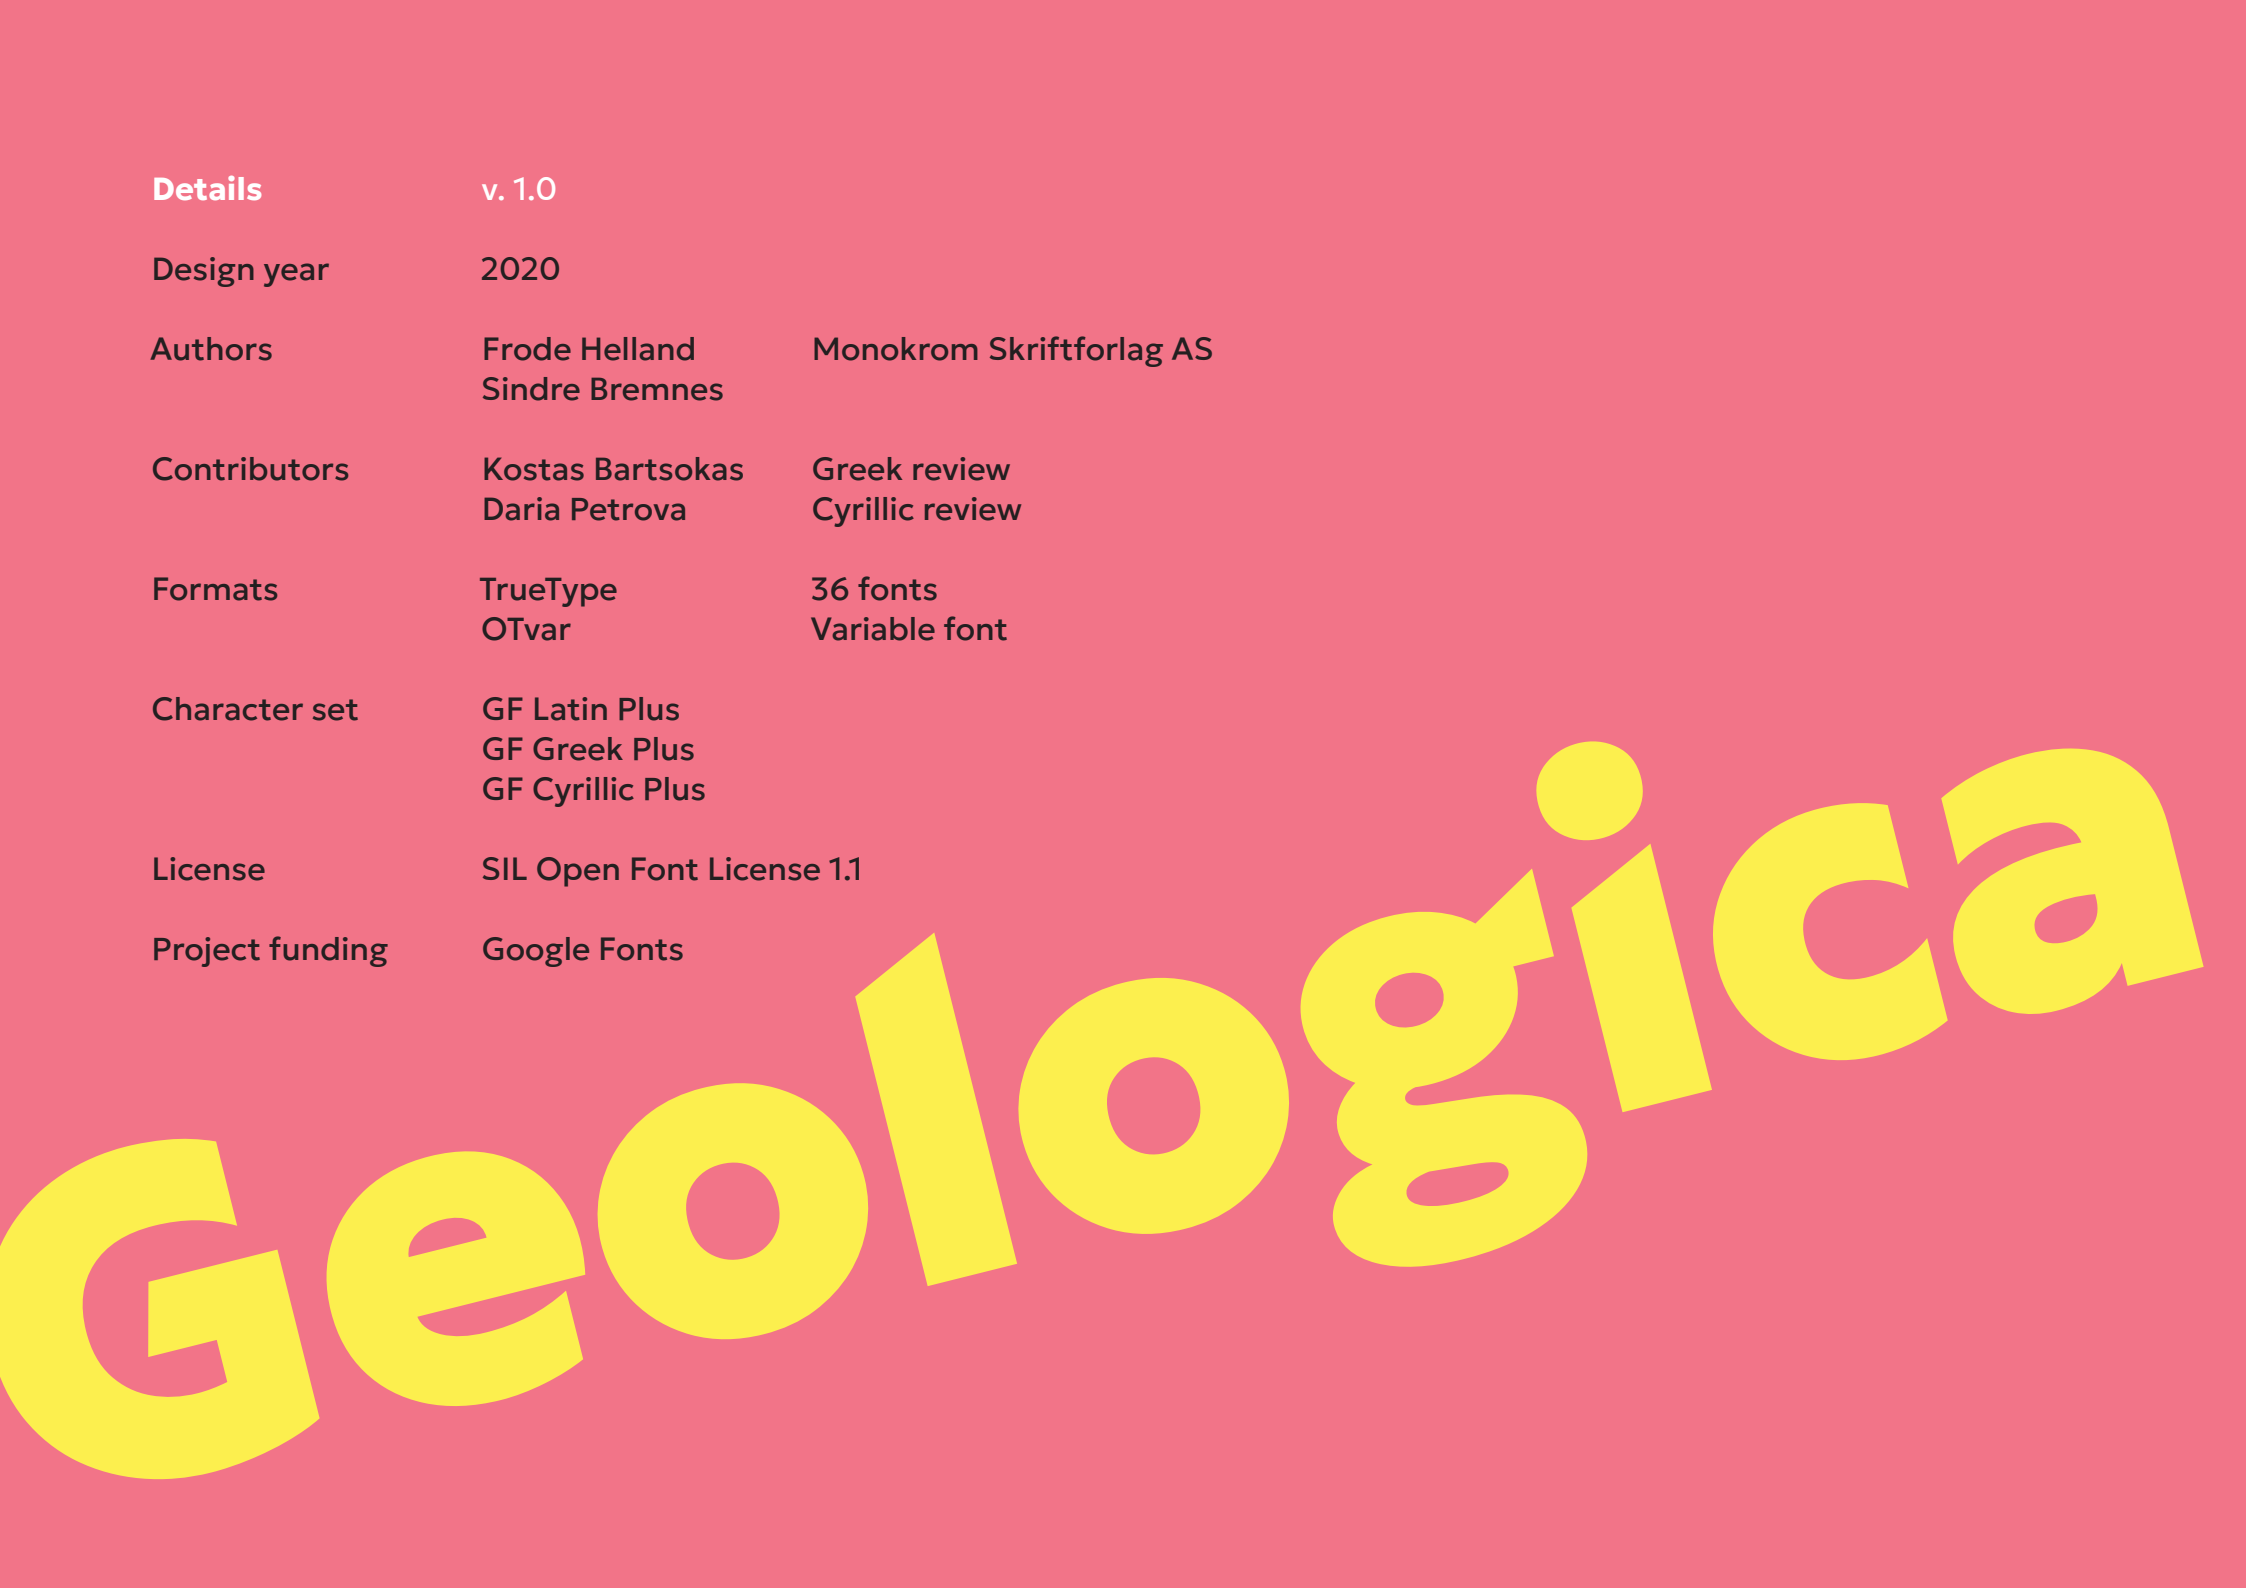 Details v. 1.0
Design year 2020
Authors Frode Helland Monokrom Skriftforlag AS
Sindre Bremnes
Contributors Kostas Bartsokas Greek review
Daria Petrova Cyrillic review
Formats TrueType 36 fonts
OTvar Variable font
Character set GF Latin Plus
GF Greek Plus
GF Cyrillic Plus
License SIL Open Font License 1.1
Project funding Google Fonts
Geologica